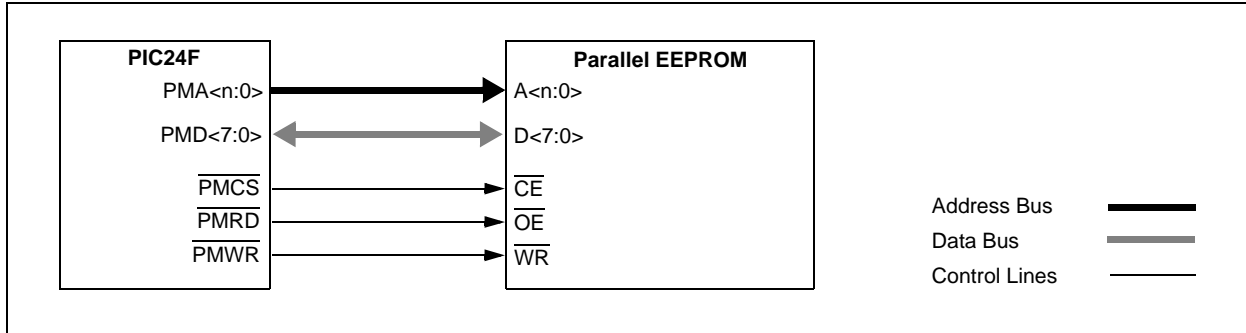 PIC24F
PMA<n:0>
PMD<7:0>
PMCS
PMRD
PMWR
Parallel EEPROM
A<n:0>
D<7:0>
CE
OE
WR
Address Bus
Data Bus
Control Lines